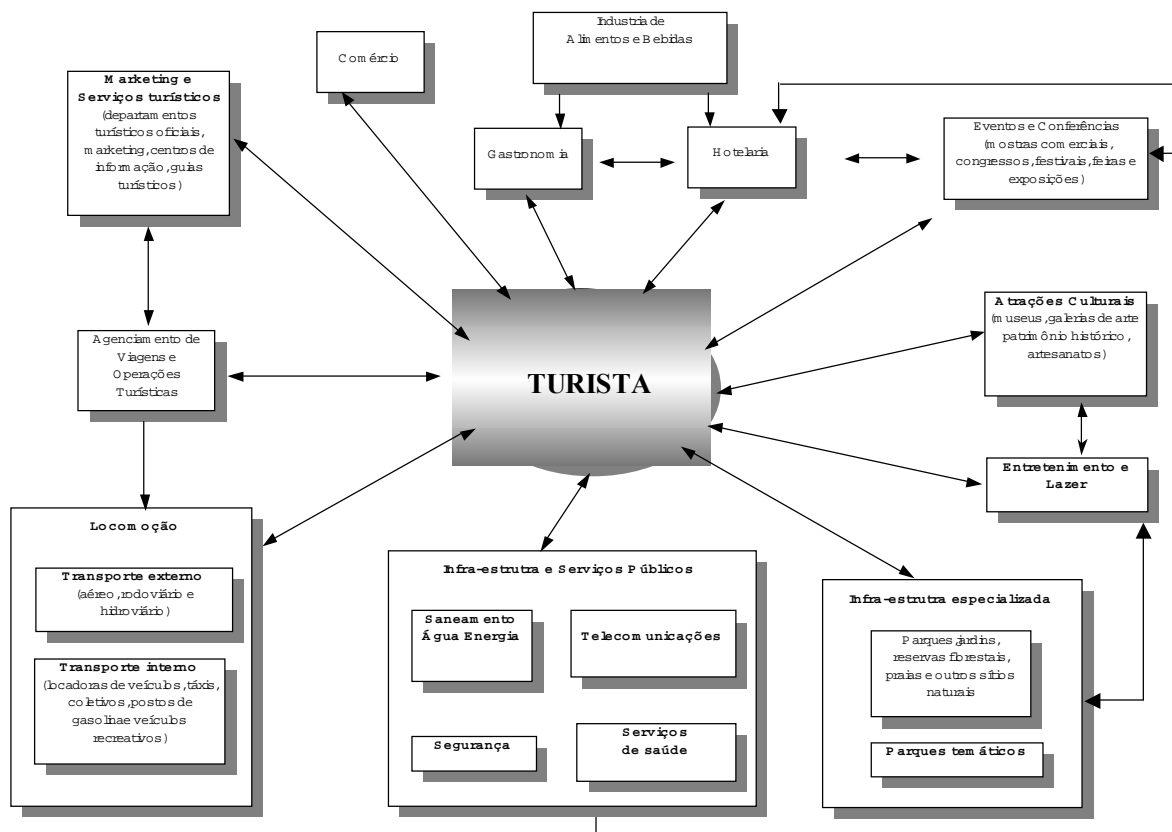 Industria de
Alimentos e Bebidas
Comércio
Marketing e
Serviços turísticos
(departamentos
turísticos oficiais,
marketing, centros de
informação, guias
turísticos)
Gastronomia
Hotelaria
Eventos e Conferências
(mostras comerciais,
congressos, festivais, feiras e
exposições)
Agenciamento de
Viagens e
Operações
Turísticas
TURISTA
Atrações Culturais
(museus, galerias de arte
patrimônio histórico,
artesanatos)
Entretenimento e
Lazer
Locomoção
Transporte externo
(aéreo, rodoviário e
hidroviário)
Transporte interno
(locadoras de veículos, táxis,
coletivos, postos de
gasolina e veículos
recreativos)
Infra-estrutra e Serviços Públicos
Saneamento
Água Energia
Telecomunicações
Segurança
Serviços
de saúde
Infra-estrutra especializada
Parques, jardins,
reservas florestais,
praias e outros sítios
naturais
Parques temáticos